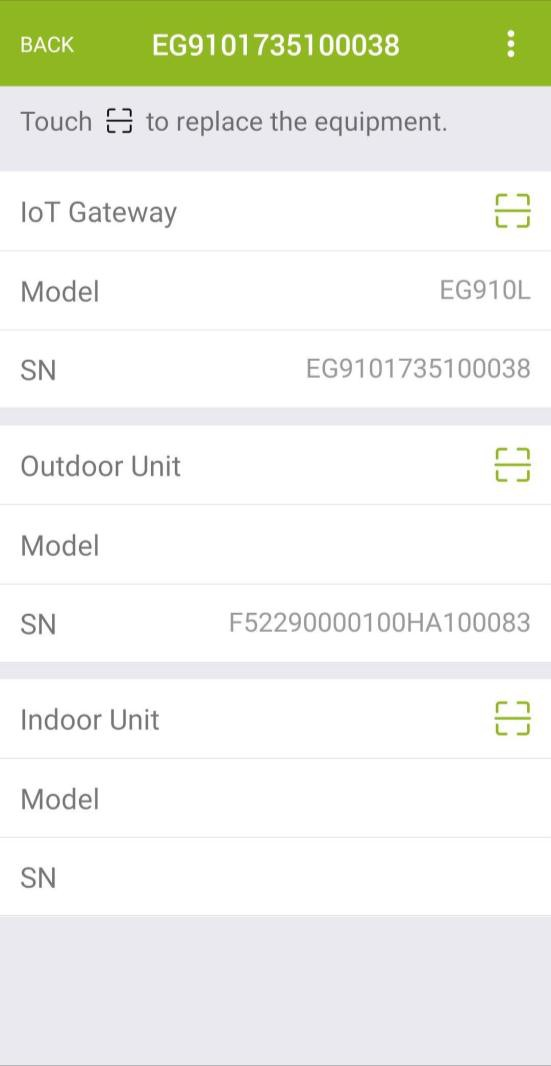 BACK EG9101735100038
Touch to replace the equipment.
IoT Gateway
Model EG910L
SN EG9101735100038
Outdoor Unit
Model
SN F52290000100HA100083
Indoor Unit
Model
SN